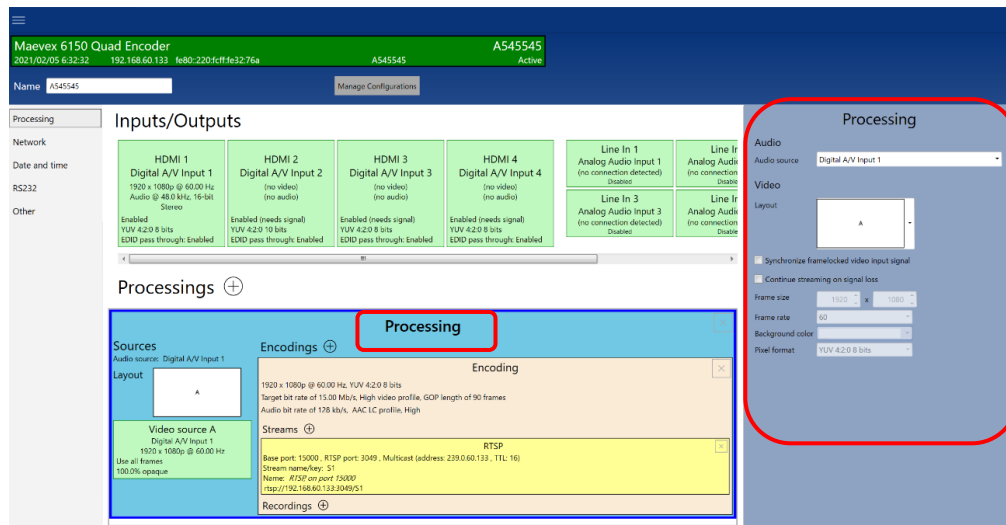 Maevex 6150 Quad Encoder A545545
2021/02/05 6:32:32 192.168.60.133 fe80::220:fcff:fe32:76a A545545 Active
Name A545545 Manage Configurations
Processing
Network
Date and time
RS232
Other
Inputs/Outputs
HDMI 1
Digital A/V Input 1
1920 x 1080p @ 60.00 Hz
Audio @ 48.0 kHz, 16-bit
Stereo
Enabled
YUV 4:2:0 8 bits
EDID pass through: Enabled
HDMI 2
Digital A/V Input 2
(no video)
(no audio)
Enabled (needs signal)
YUV 4:2:0 10 bits
EDID pass through: Enabled
HDMI 3
Digital A/V Input 3
(no video)
(no audio)
Enabled (needs signal)
YUV 4:2:0 8 bits
EDID pass through: Enabled
HDMI 4
Digital A/V Input 4
(no video)
(no audio)
Enabled (needs signal)
YUV 4:2:0 8 bits
EDID pass through: Enabled
Line In 1
Analog Audio Input 1
(no connection detected)
Disabled
Line In
Analog Audi
(no connection
Disable
Line In 3
Analog Audio Input 3
(no connection detected)
Disabled
Line In
Analog Audi
(no connection
Disable
Processings
Processing
Sources
Audio source: Digital A/V Input 1
Layout
A
Video source A
Digital A/V Input 1
1920 x 1080p @ 60.00 Hz
Use all frames
100.0% opaque
Encodings
Encoding
1920 x 1080p @ 60.00 Hz, YUV 4:2:0 8 bits
Target bit rate of 15.00 Mb/s, High video profile, GOP length of 90 frames
Audio bit rate of 128 kb/s, AAC LC profile, High
Streams
RTSP
Base port: 15000 , RTSP port: 3049 , Multicast (address: 239.0.60.133 , TTL: 16)
Stream name/key: S1
Name: RTSP, on port 15000
rtsp://192.168.60.133:3049/S1
Recordings
Processing
Audio
Audio source Digital A/V Input 1
Video
Layout
A
Synchronize framelocked video input signal
Continue streaming on signal loss
Frame size 1920 x 1080
Frame rate 60
Background color
Pixel format YUV 4:2:0 8 bits